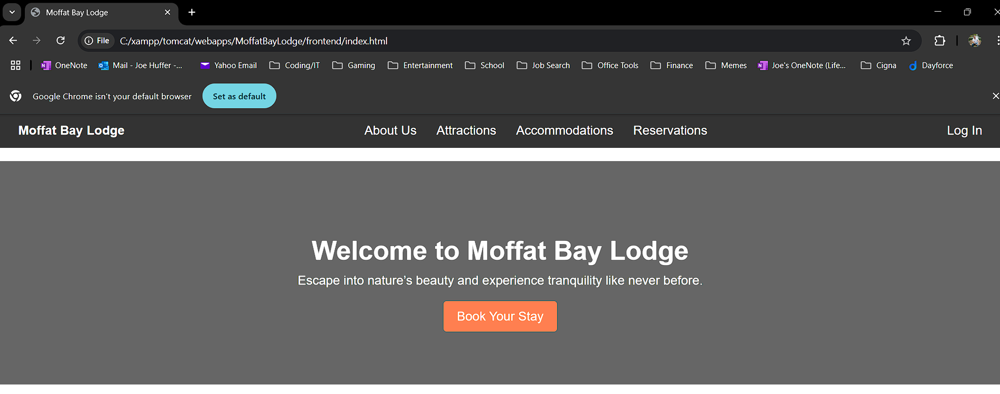 Moffat Bay Lodge
File C:/xampp/tomcat/webapps/MoffatBayLodge/frontend/index.html
OneNote Mail - Joe Huffer -... Yahoo Email Coding/IT Gaming Entertainment School Job Search Office Tools Finance Memes Joe's OneNote (Life... Cigna Dayforce
Google Chrome isn't your default browser Set as default
Moffat Bay Lodge About Us Attractions Accommodations Reservations Log In
Welcome to Moffat Bay Lodge
Escape into nature’s beauty and experience tranquility like never before.
Book Your Stay